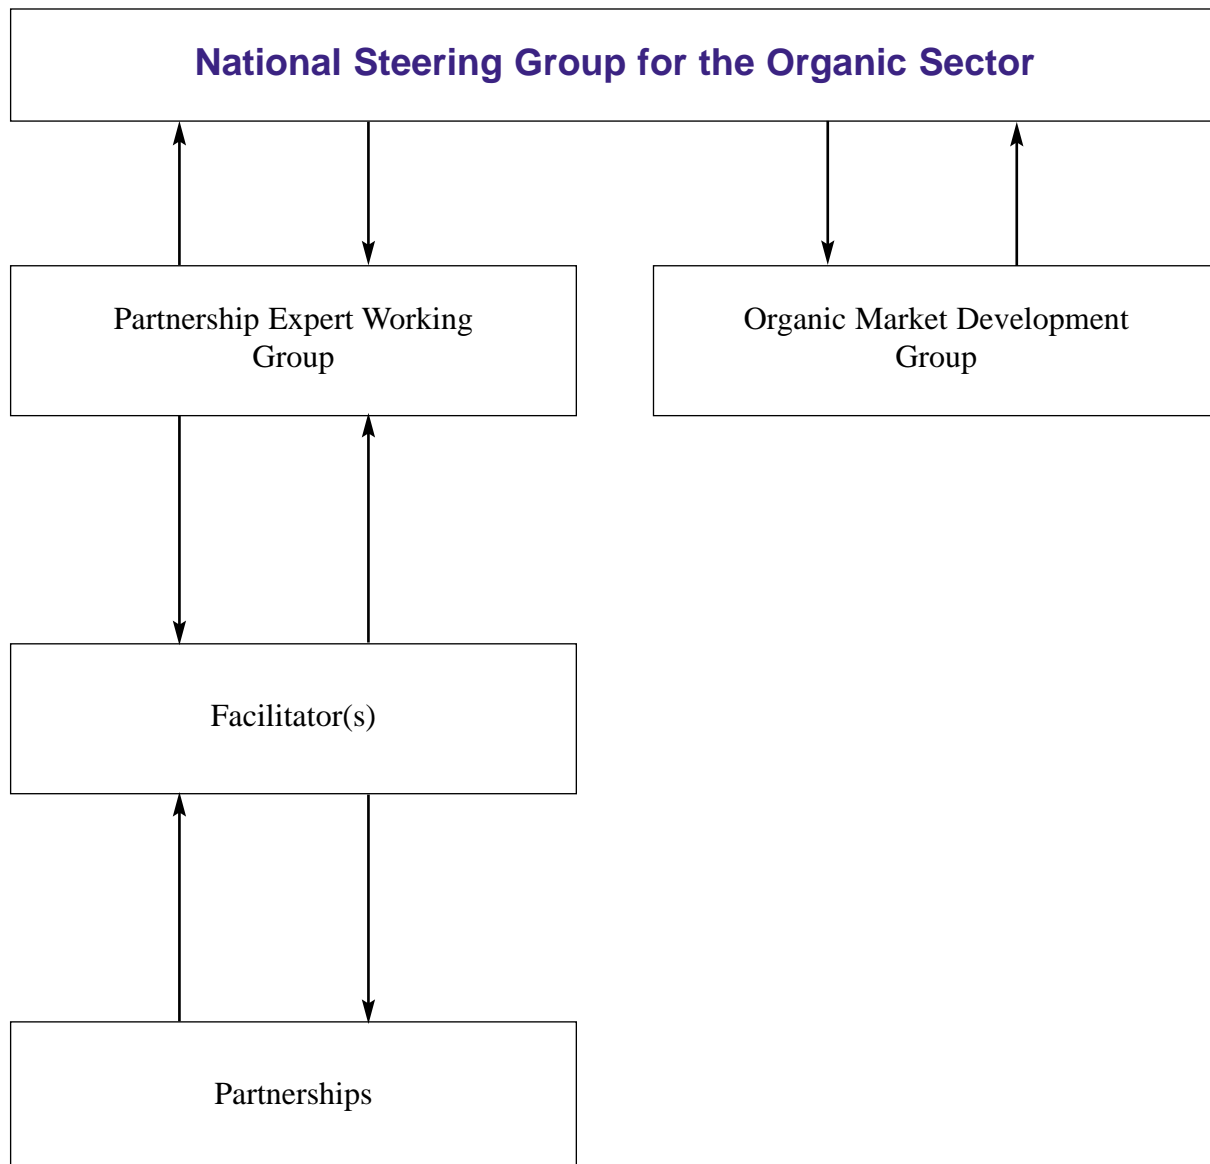 National Steering Group for the Organic Sector
Partnership Expert Working
Group
Organic Market Development
Group
Facilitator(s)
Partnerships